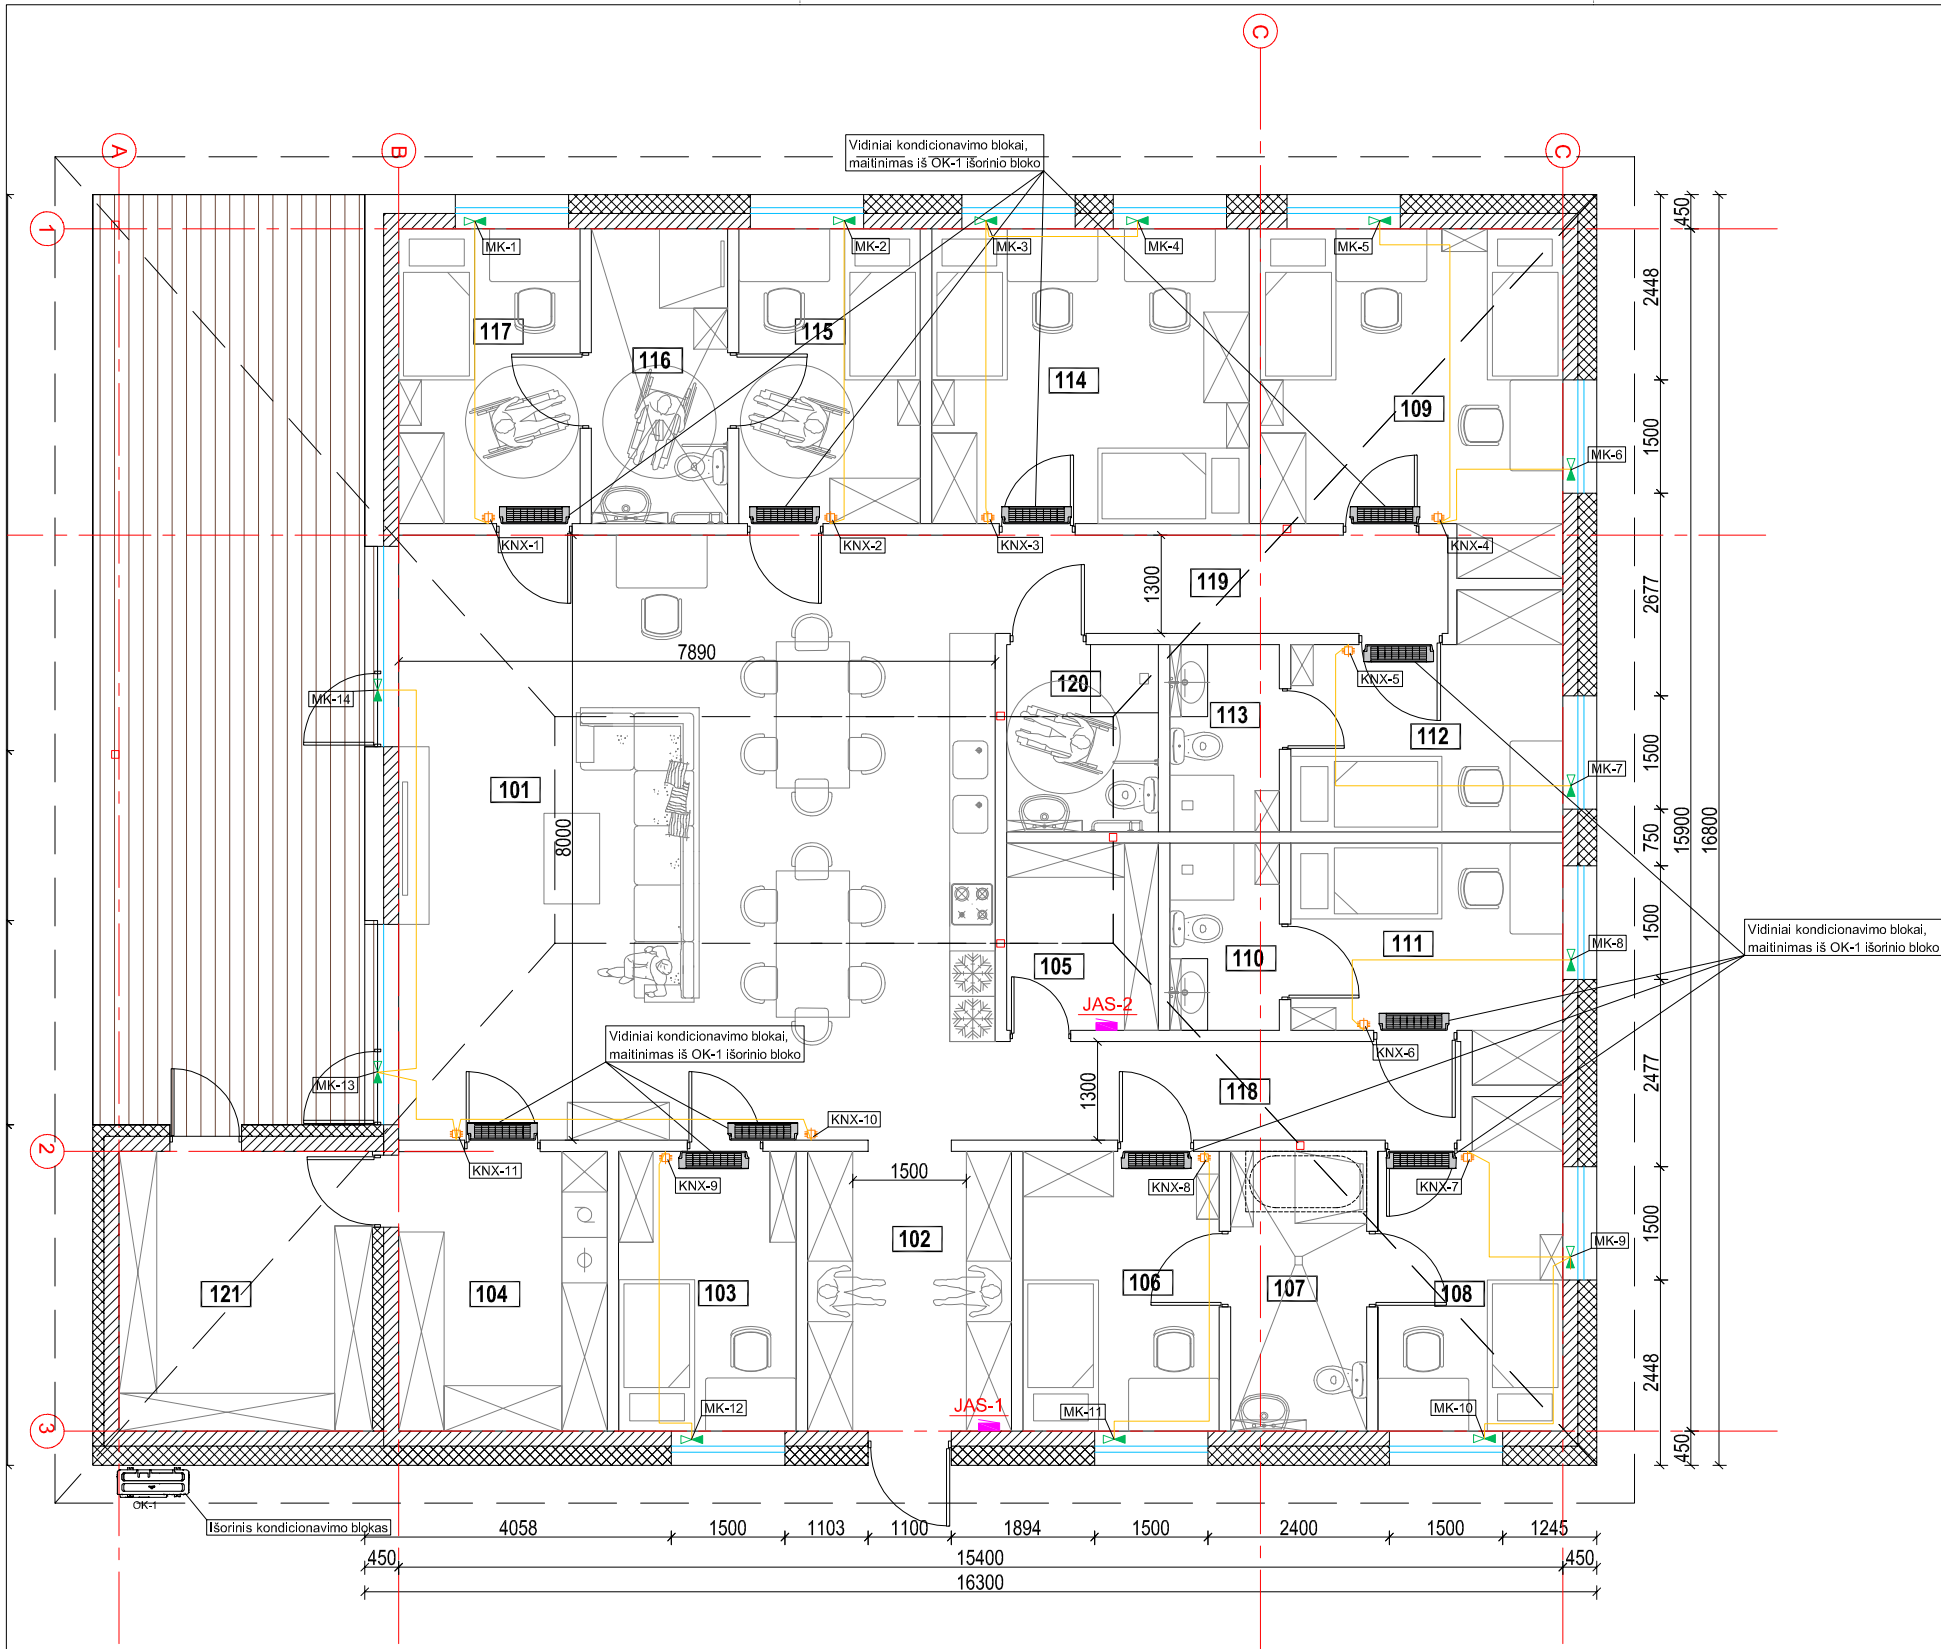 C
A
B
C
Vidiniai kondicionavimo blokai,
maitinimas iš OK-1 išorinio bloko
1
MK-1
MK-2
MK-3
MK-4
MK-5
450
2448
117
116
115
114
109
1500
MK-6
KNX-1
KNX-2
KNX-3
KNX-4
1300
119
2677
7890
KNX-5
MK-14
120
113
112
1500
MK-7
101
8000
750
15900
16800
1500
Vidiniai kondicionavimo blokai,
maitinimas iš OK-1 išorinio bloko
111
MK-8
105
110
JAS-2
Vidiniai kondicionavimo blokai,
maitinimas iš OK-1 išorinio bloko
KNX-6
MK-13
1300
118
2477
KNX-10
2
KNX-11
KNX-9
1500
KNX-8
KNX-7
1500
102
MK-9
121
104
103
106
107
108
2448
JAS-1
MK-12
MK-11
MK-10
3
450
OK-1
Išorinis kondicionavimo blokas
4058
1500
1103
1100
1894
1500
2400
1500
1245
450
15400
450
16300